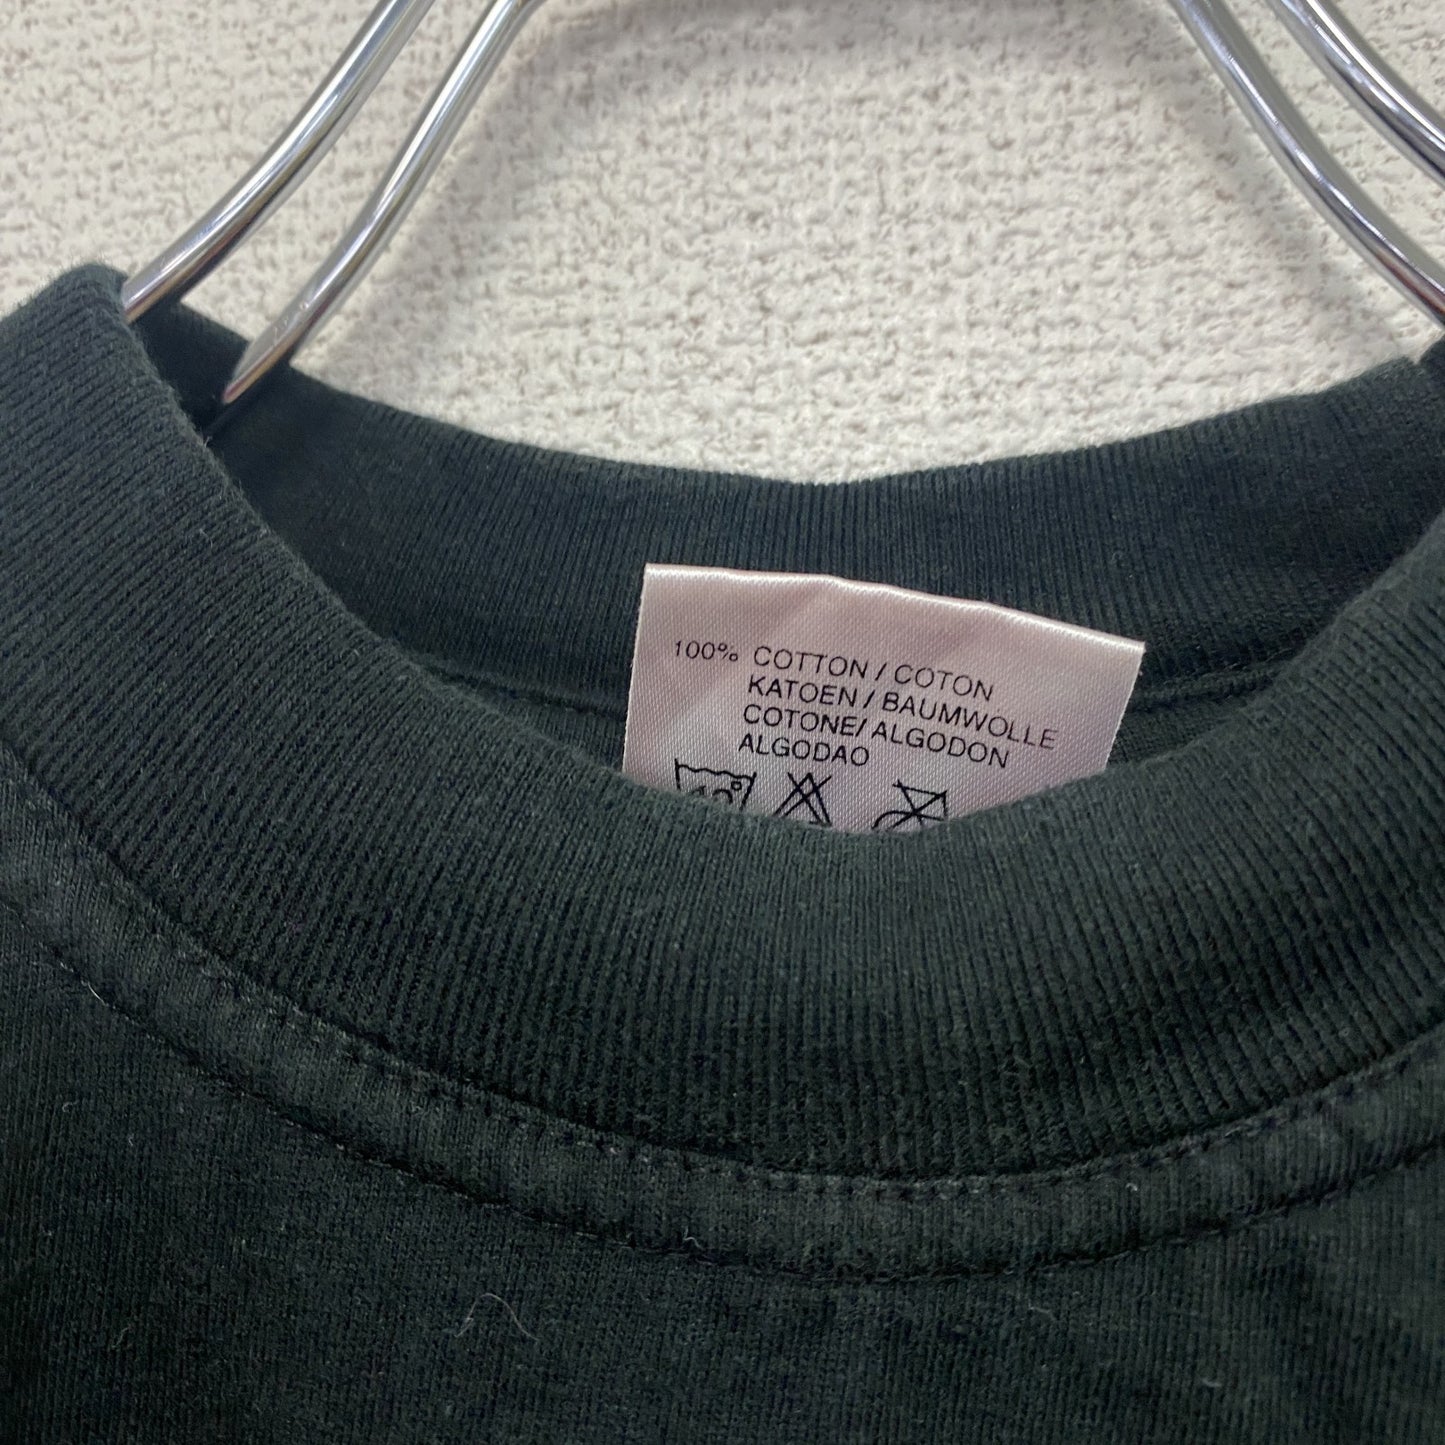 100% COTTON / COTON
KATOEN / BAUMWOLLE
COTONE/ ALGODON
ALGODAO